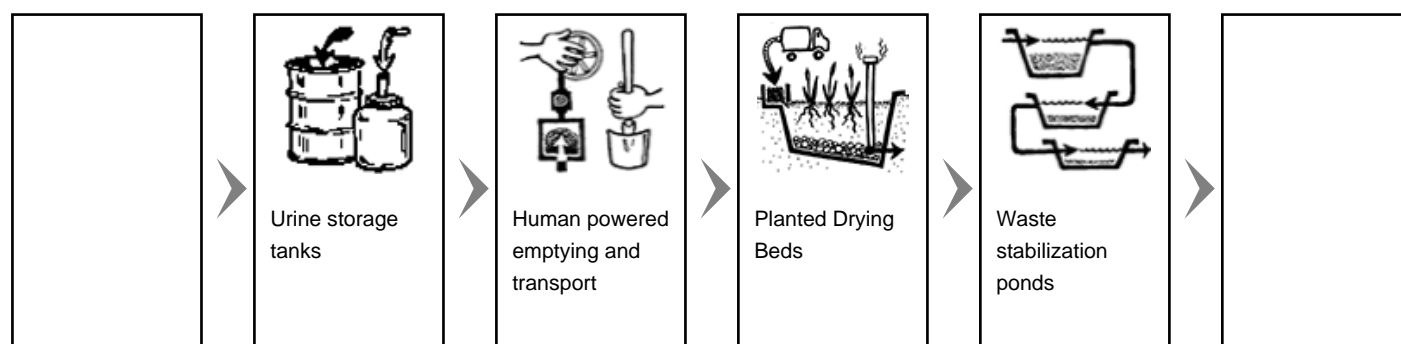 Urine storage
tanks
Human powered
emptying and
transport
Planted Drying
Beds
Waste
stabilization
ponds